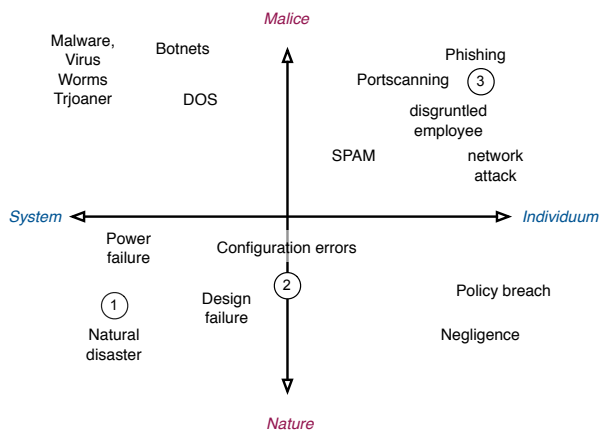 Malice
Malware,
Virus
Worms
Trjoaner
Botnets
DOS
Phishing
Portscanning
3
disgruntled
employee
SPAM
network
attack
System
Individuum
Power
failure
Configuration errors
1
Natural
disaster
Design
failure
2
Policy breach
Negligence
Nature